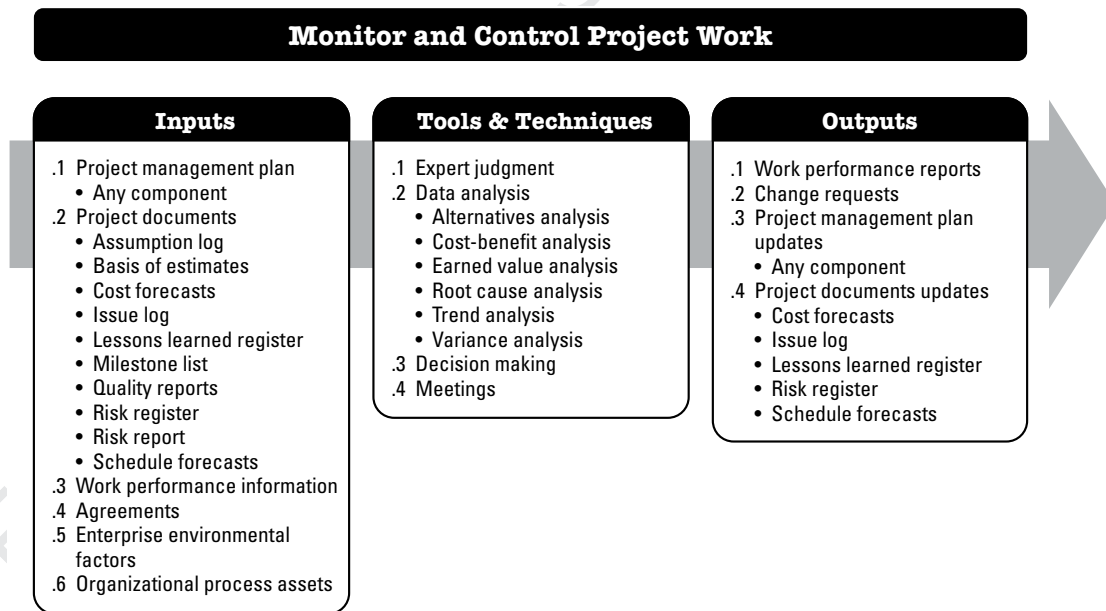 Monitor and Control Project Work
Inputs
.1 Project management plan
• Any component
.2 Project documents
• Assumption log
• Basis of estimates
• Cost forecasts
• Issue log
• Lessons learned register
• Milestone list
• Quality reports
• Risk register
• Risk report
• Schedule forecasts
.3 Work performance information
.4 Agreements
.5 Enterprise environmental
factors
.6 Organizational process assets
Tools & Techniques
.1 Expert judgment
.2 Data analysis
• Alternatives analysis
• Cost-benefit analysis
• Earned value analysis
• Root cause analysis
• Trend analysis
• Variance analysis
.3 Decision making
.4 Meetings
Outputs
.1 Work performance reports
.2 Change requests
.3 Project management plan
updates
• Any component
.4 Project documents updates
• Cost forecasts
• Issue log
• Lessons learned register
• Risk register
• Schedule forecasts